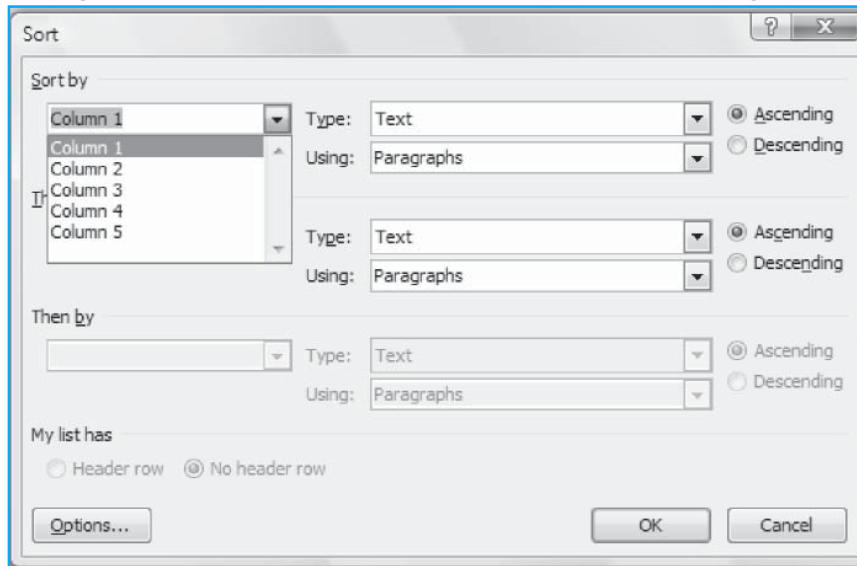 Sort
Sort by
Column 1 Type: Text Ascending
Column 1 Descending
Column 2 Using: Paragraphs
Th Column 3
Column 4
Column 5 Type: Text Ascending
Using: Paragraphs Descending
Then by
Type: Text Ascending
Using: Paragraphs Descending
My list has
Header row No header row
Options... OK Cancel